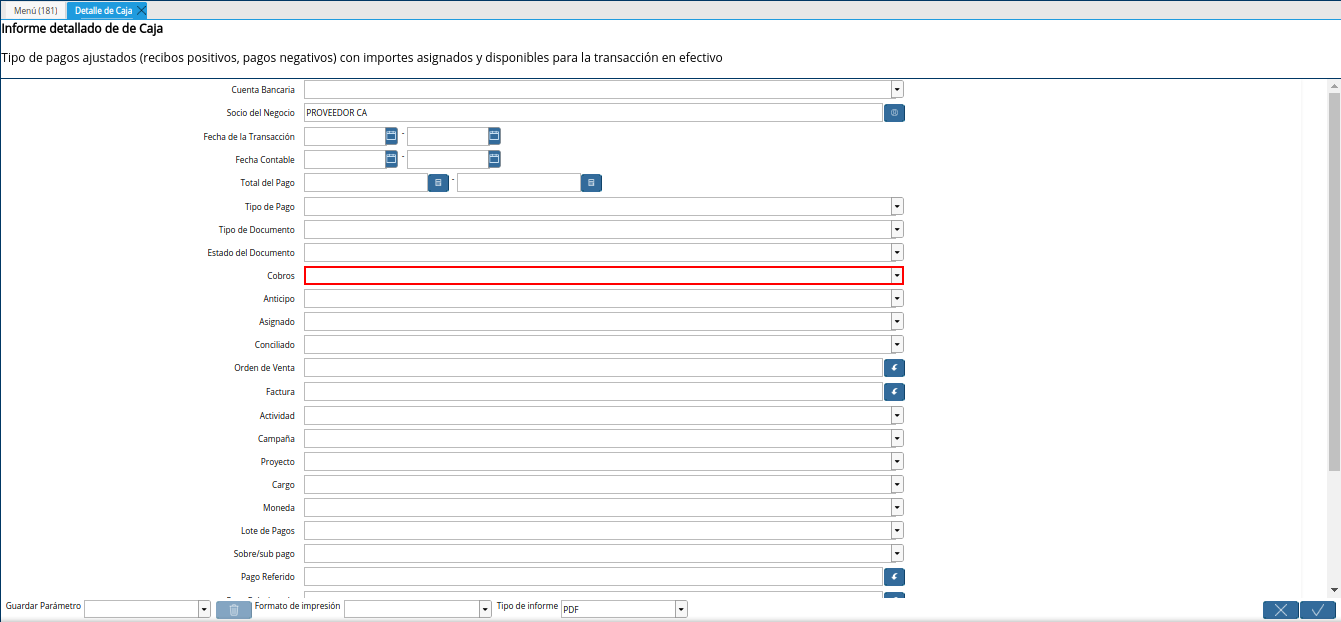 Menú (181) Detalle de Caja
Informe detallado de de Caja
Tipo de pagos ajustados (recibos positivos, pagos negativos) con importes asignados y disponibles para la transacción en efectivo
Cuenta Bancaria
Socio del Negocio PROVEEDOR CA
Fecha de la Transacción -
Fecha Contable -
Total del Pago -
Tipo de Pago
Tipo de Documento
Estado del Documento
Cobros
Anticipo
Asignado
Conciliado
Orden de Venta
Factura
Actividad
Campaña
Proyecto
Cargo
Moneda
Lote de Pagos
Sobre/sub pago
Pago Referido
Guardar Parámetro Formato de impresión Tipo de informe PDF